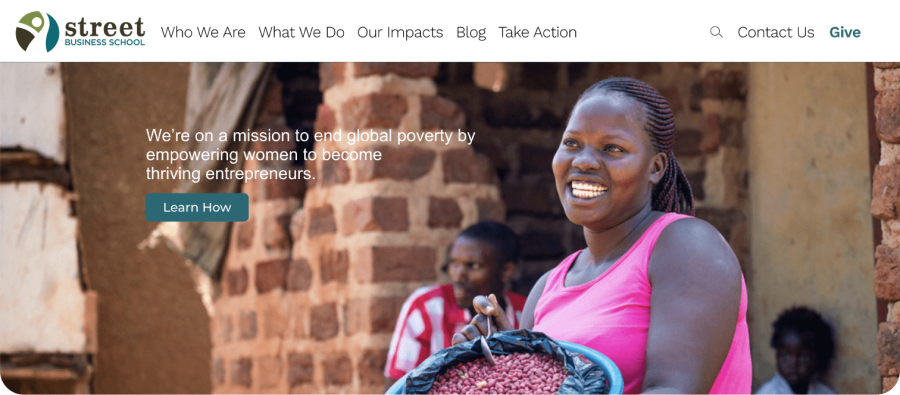 street
BUSINESS SCHOOL
Who We Are What We Do Our Impacts Blog Take Action Contact Us Give
We’re on a mission to end global poverty by
empowering women to become
thriving entrepreneurs.
Learn How